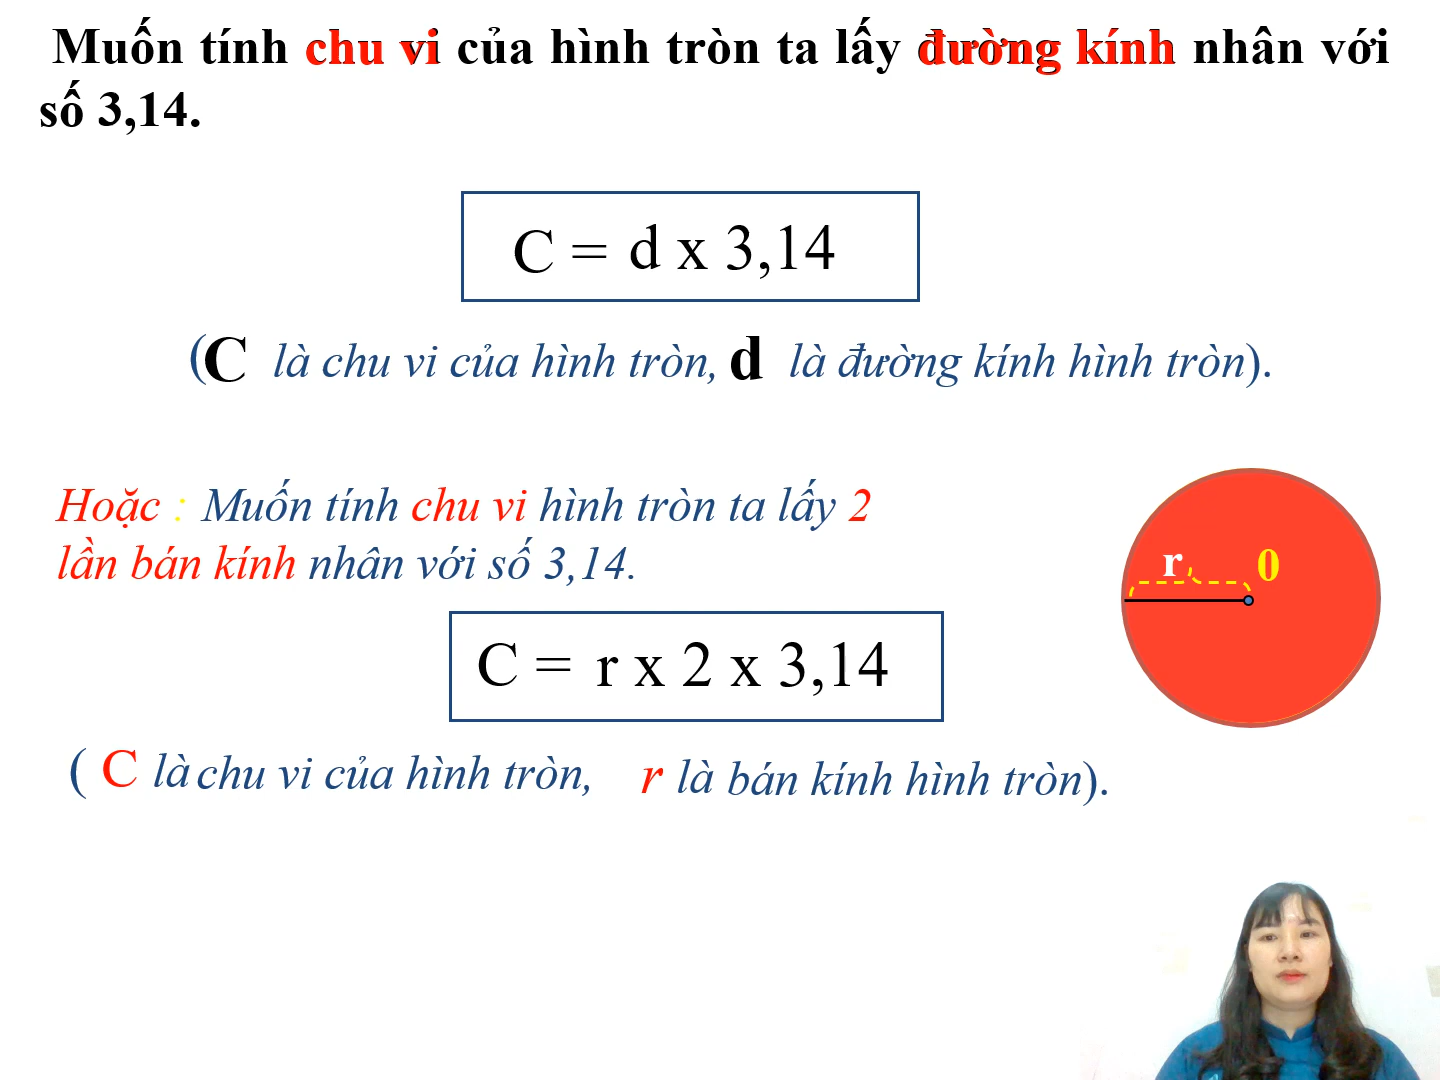 Muốn tính chu vi của hình tròn ta lấy đường kính nhân với
số 3,14.
C = d x 3,14
(C là chu vi của hình tròn, d là đường kính hình tròn).
Hoặc : Muốn tính chu vi hình tròn ta lấy 2
lần bán kính nhân với số 3,14.
r 0
C = r x 2 x 3,14
( C là chu vi của hình tròn, r là bán kính hình tròn).